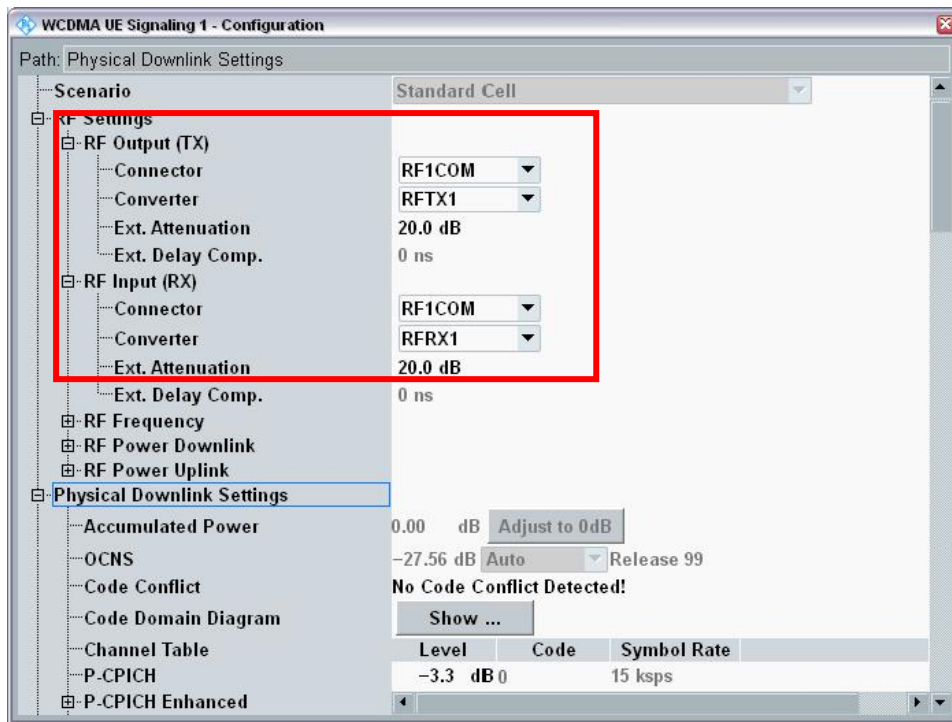 WCDMA UE Signaling 1 - Configuration
Path: Physical Downlink Settings
Scenario Standard Cell
RF Settings
RF Output (TX)
Connector RF1COM
Converter RFTX1
Ext. Attenuation 20.0 dB
Ext. Delay Comp. 0 ns
RF Input (RX)
Connector RF1COM
Converter RFRX1
Ext. Attenuation 20.0 dB
Ext. Delay Comp. 0 ns
RF Frequency
RF Power Downlink
RF Power Uplink
Physical Downlink Settings
Accumulated Power 0.00 dB Adjust to 0dB
OCNS -27.56 dB Auto Release 99
Code Conflict No Code Conflict Detected!
Code Domain Diagram Show ...
Channel Table Level Code Symbol Rate
P-CPICH -3.3 dB 0 15 ksps
P-CPICH Enhanced